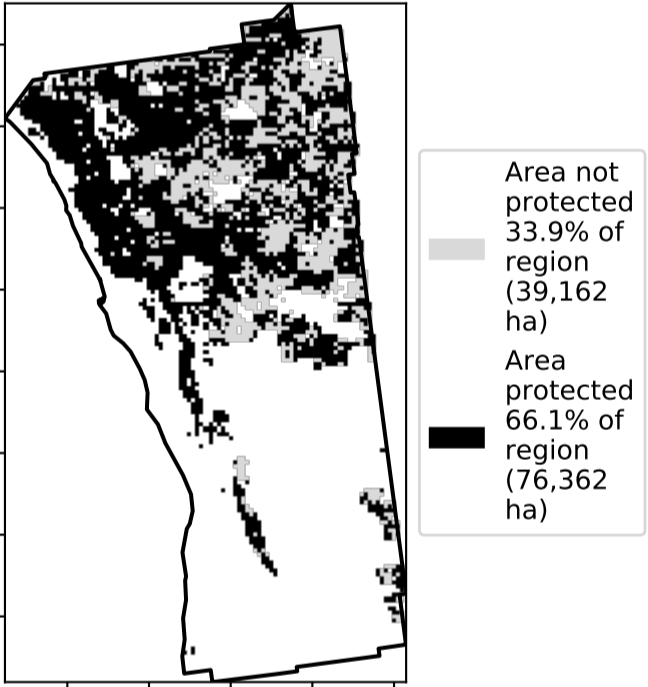 Area not
protected
33.9% of
region
(39,162
ha)
Area
protected
66.1% of
region
(76,362
ha)